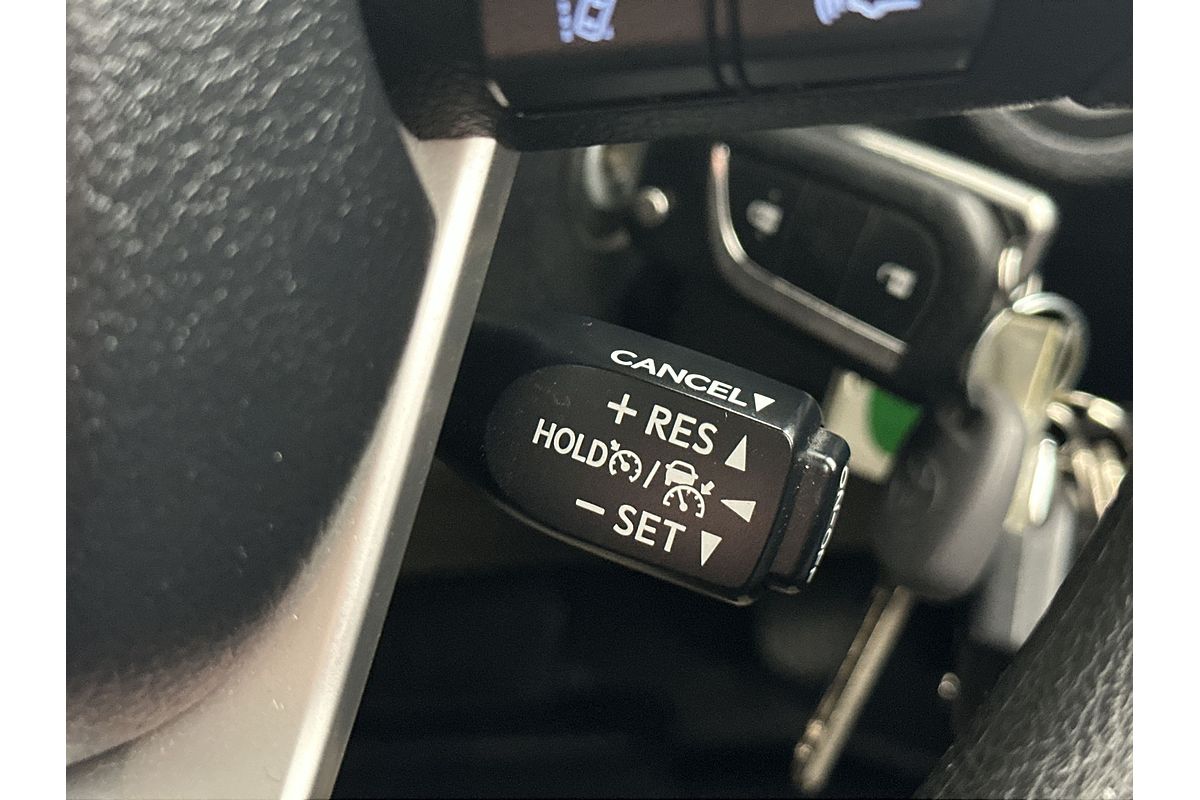 CANCEL▼
+ RES ▲
HOLD /
- SET ▼